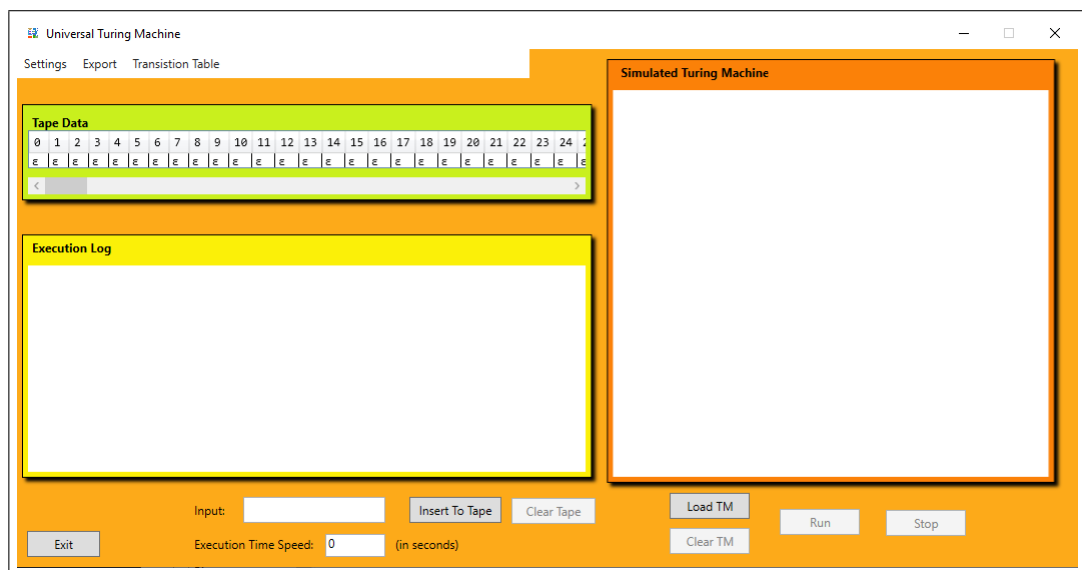 Universal Turing Machine
Settings Export Transistion Table
Simulated Turing Machine
Tape Data
0 1 2 3 4 5 6 7 8 9 10 11 12 13 14 15 16 17 18 19 20 21 22 23 24
ε ε ε ε ε ε ε ε ε ε ε ε ε ε ε ε ε ε ε ε ε ε ε ε ε ε
Execution Log
Input: Insert To Tape Clear Tape
Load TM
Run Stop
Exit Execution Time Speed: 0 (in seconds)
Clear TM